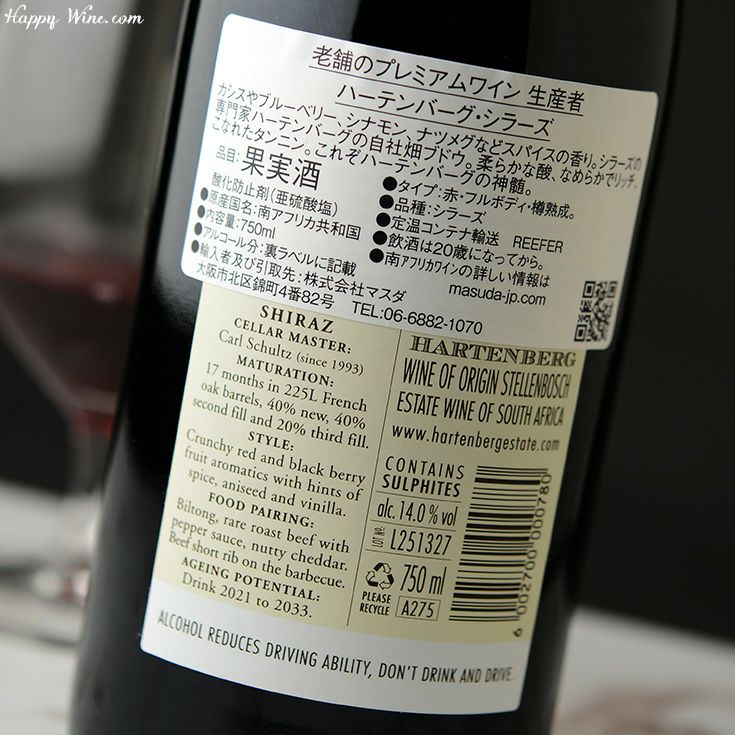 Happy Wine.com
老舗のプレミアムワイン 生産者
ハーテンバーグ・シラーズ
カシスやブルーベリー、シナモン、ナツメグなどスパイスの香り。シラーズの
専門家ハーテンバーグの自社畑ブドウ。柔らかな酸、なめらかでリッチ、
こなれたタンニン。これぞハーテンバーグの神髄。
品目:果実酒
酸化防止剤(亜硫酸塩)
●原産国名:南アフリカ共和国
●内容量:750ml
●アルコール分:裏ラベルに記載
●輸入者及び引取先:株式会社マスダ
大阪市北区錦町4番82号 TEL:06-6882-1070
●タイプ:赤・フルボディ・樽熟成。
●品種:シラーズ
●定温コンテナ輸送 REEFER
●飲酒は20歳になってから。
●南アフリカワインの詳しい情報は
masuda-jp.com
SHIRAZ
CELLAR MASTER:
Carl Schultz (since 1993)
MATURATION:
17 months in 225L French
oak barrels, 40% new, 40%
second fill and 20% third fill.
STYLE:
Crunchy red and black berry
fruit aromatics with hints of
spice, aniseed and vinilla.
FOOD PAIRING:
Biltong, rare roast beef with
pepper sauce, nutty cheddar.
Beef short rib on the barbecue.
AGEING POTENTIAL:
Drink 2021 to 2033.
HARTENBERG
WINE OF ORIGIN STELLENBOSCH
ESTATE WINE OF SOUTH AFRICA
www.hartenbergestate.com
CONTAINS
SULPHITES
alc. 14.0% vol
LOT No: L251327
750 ml
PLEASE
RECYCLE
A275
6 002700 000780
ALCOHOL REDUCES DRIVING ABILITY, DON'T DRINK AND DRIVE.